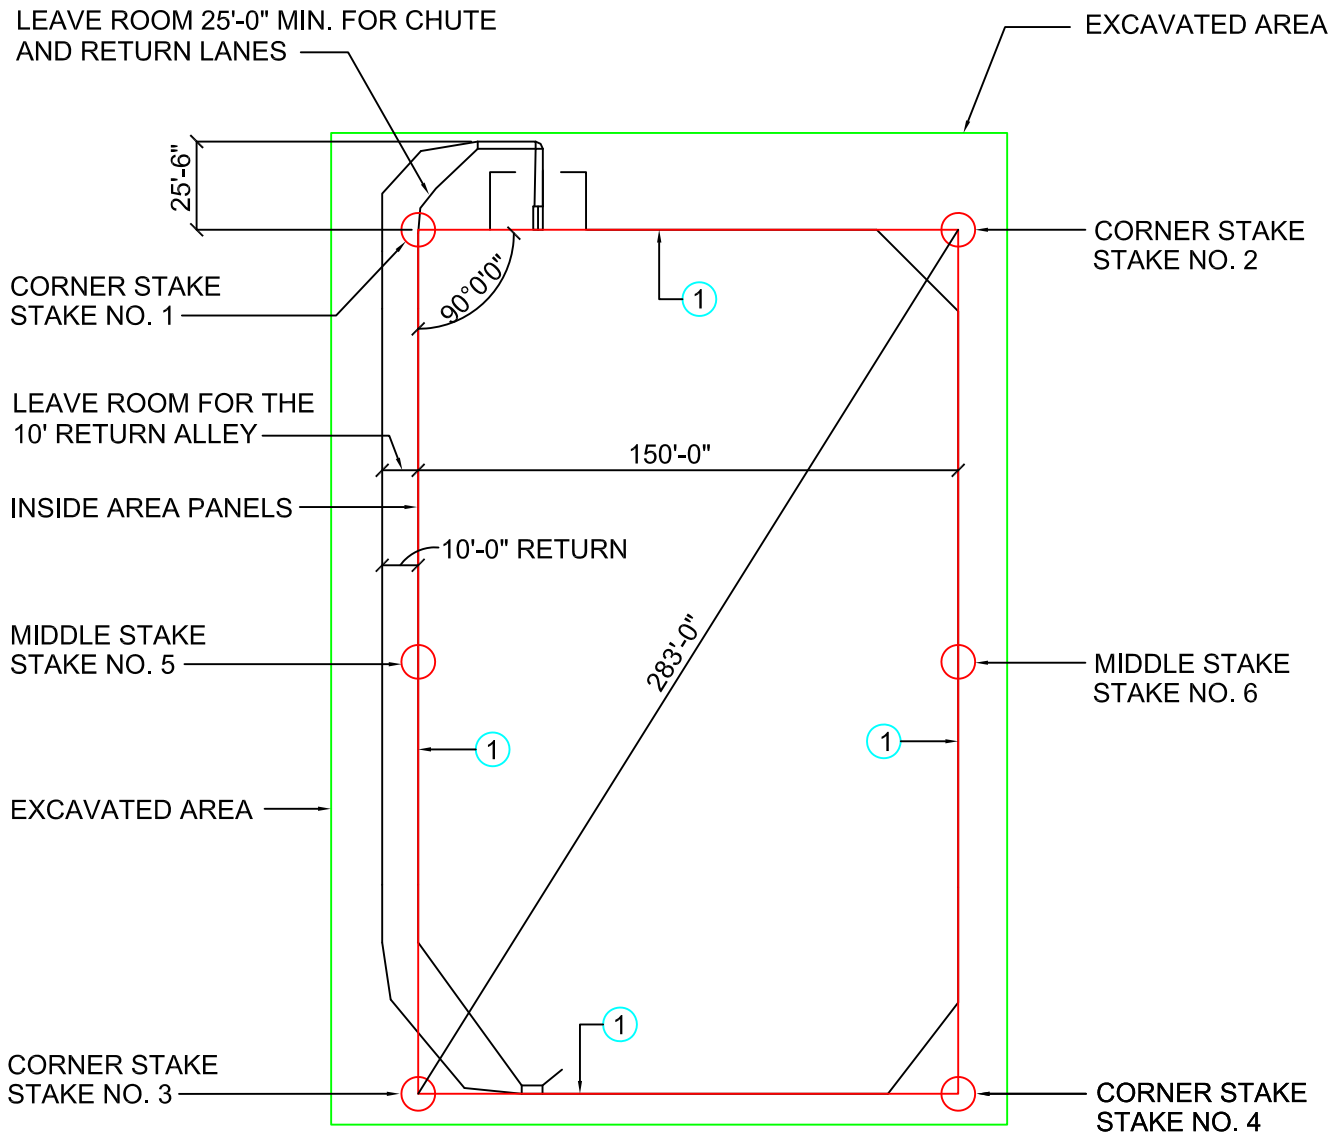 LEAVE ROOM 25'-0" MIN. FOR CHUTE
AND RETURN LANES
EXCAVATED AREA
25'-6"
CORNER STAKE
STAKE NO. 2
CORNER STAKE
STAKE NO. 1
90°0'0"
1
LEAVE ROOM FOR THE
10' RETURN ALLEY
150'-0"
INSIDE AREA PANELS
10'-0" RETURN
MIDDLE STAKE
STAKE NO. 5
283'-0"
MIDDLE STAKE
STAKE NO. 6
1
1
EXCAVATED AREA
1
CORNER STAKE
STAKE NO. 3
CORNER STAKE
STAKE NO. 4